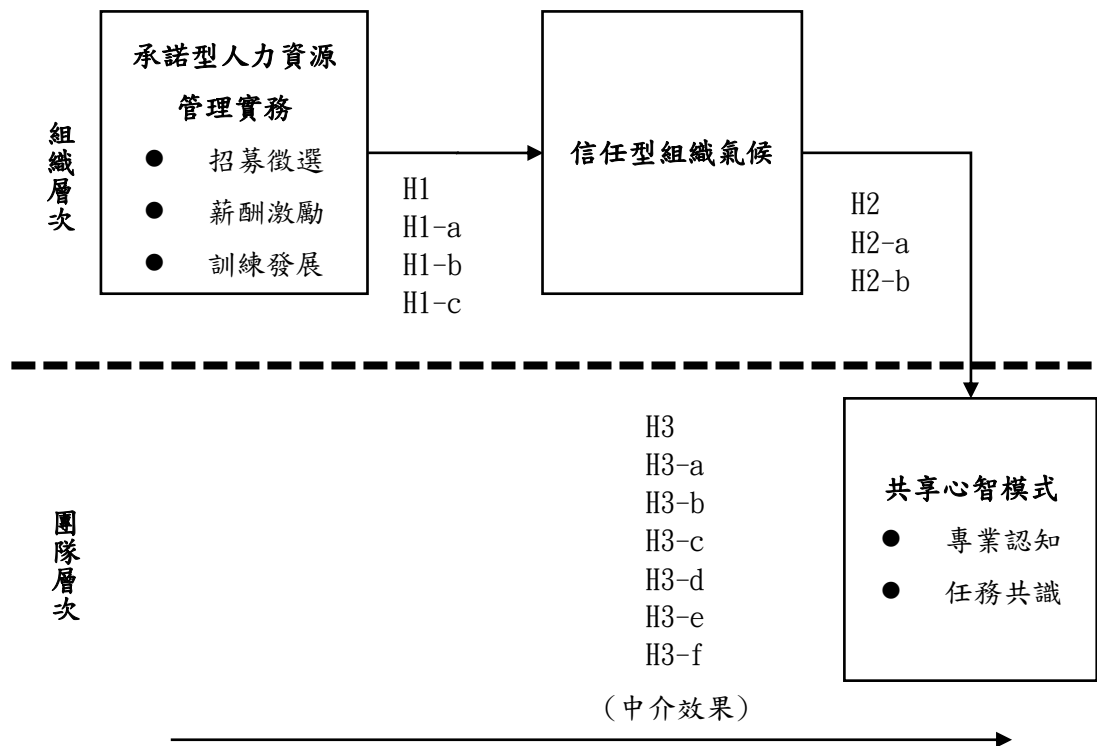 組織層次
承諾型人力資源
管理實務
● 招募徵選
● 薪酬激勵
● 訓練發展
H1
H1-a
H1-b
H1-c
信任型組織氣候
H2
H2-a
H2-b
團隊層次
H3
H3-a
H3-b
H3-c
H3-d
H3-e
H3-f
(中介效果)
共享心智模式
● 專業認知
● 任務共識